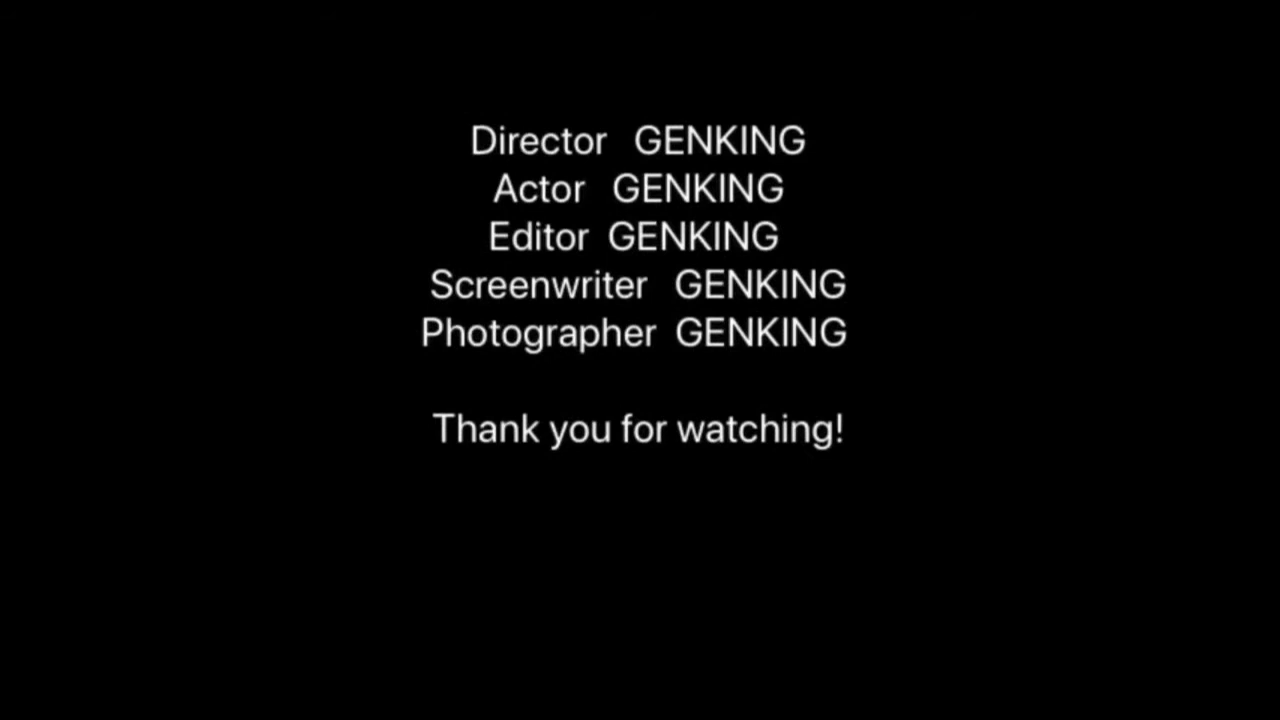 Director GENKING
Actor GENKING
Editor GENKING
Screenwriter GENKING
Photographer GENKING
Thank you for watching!